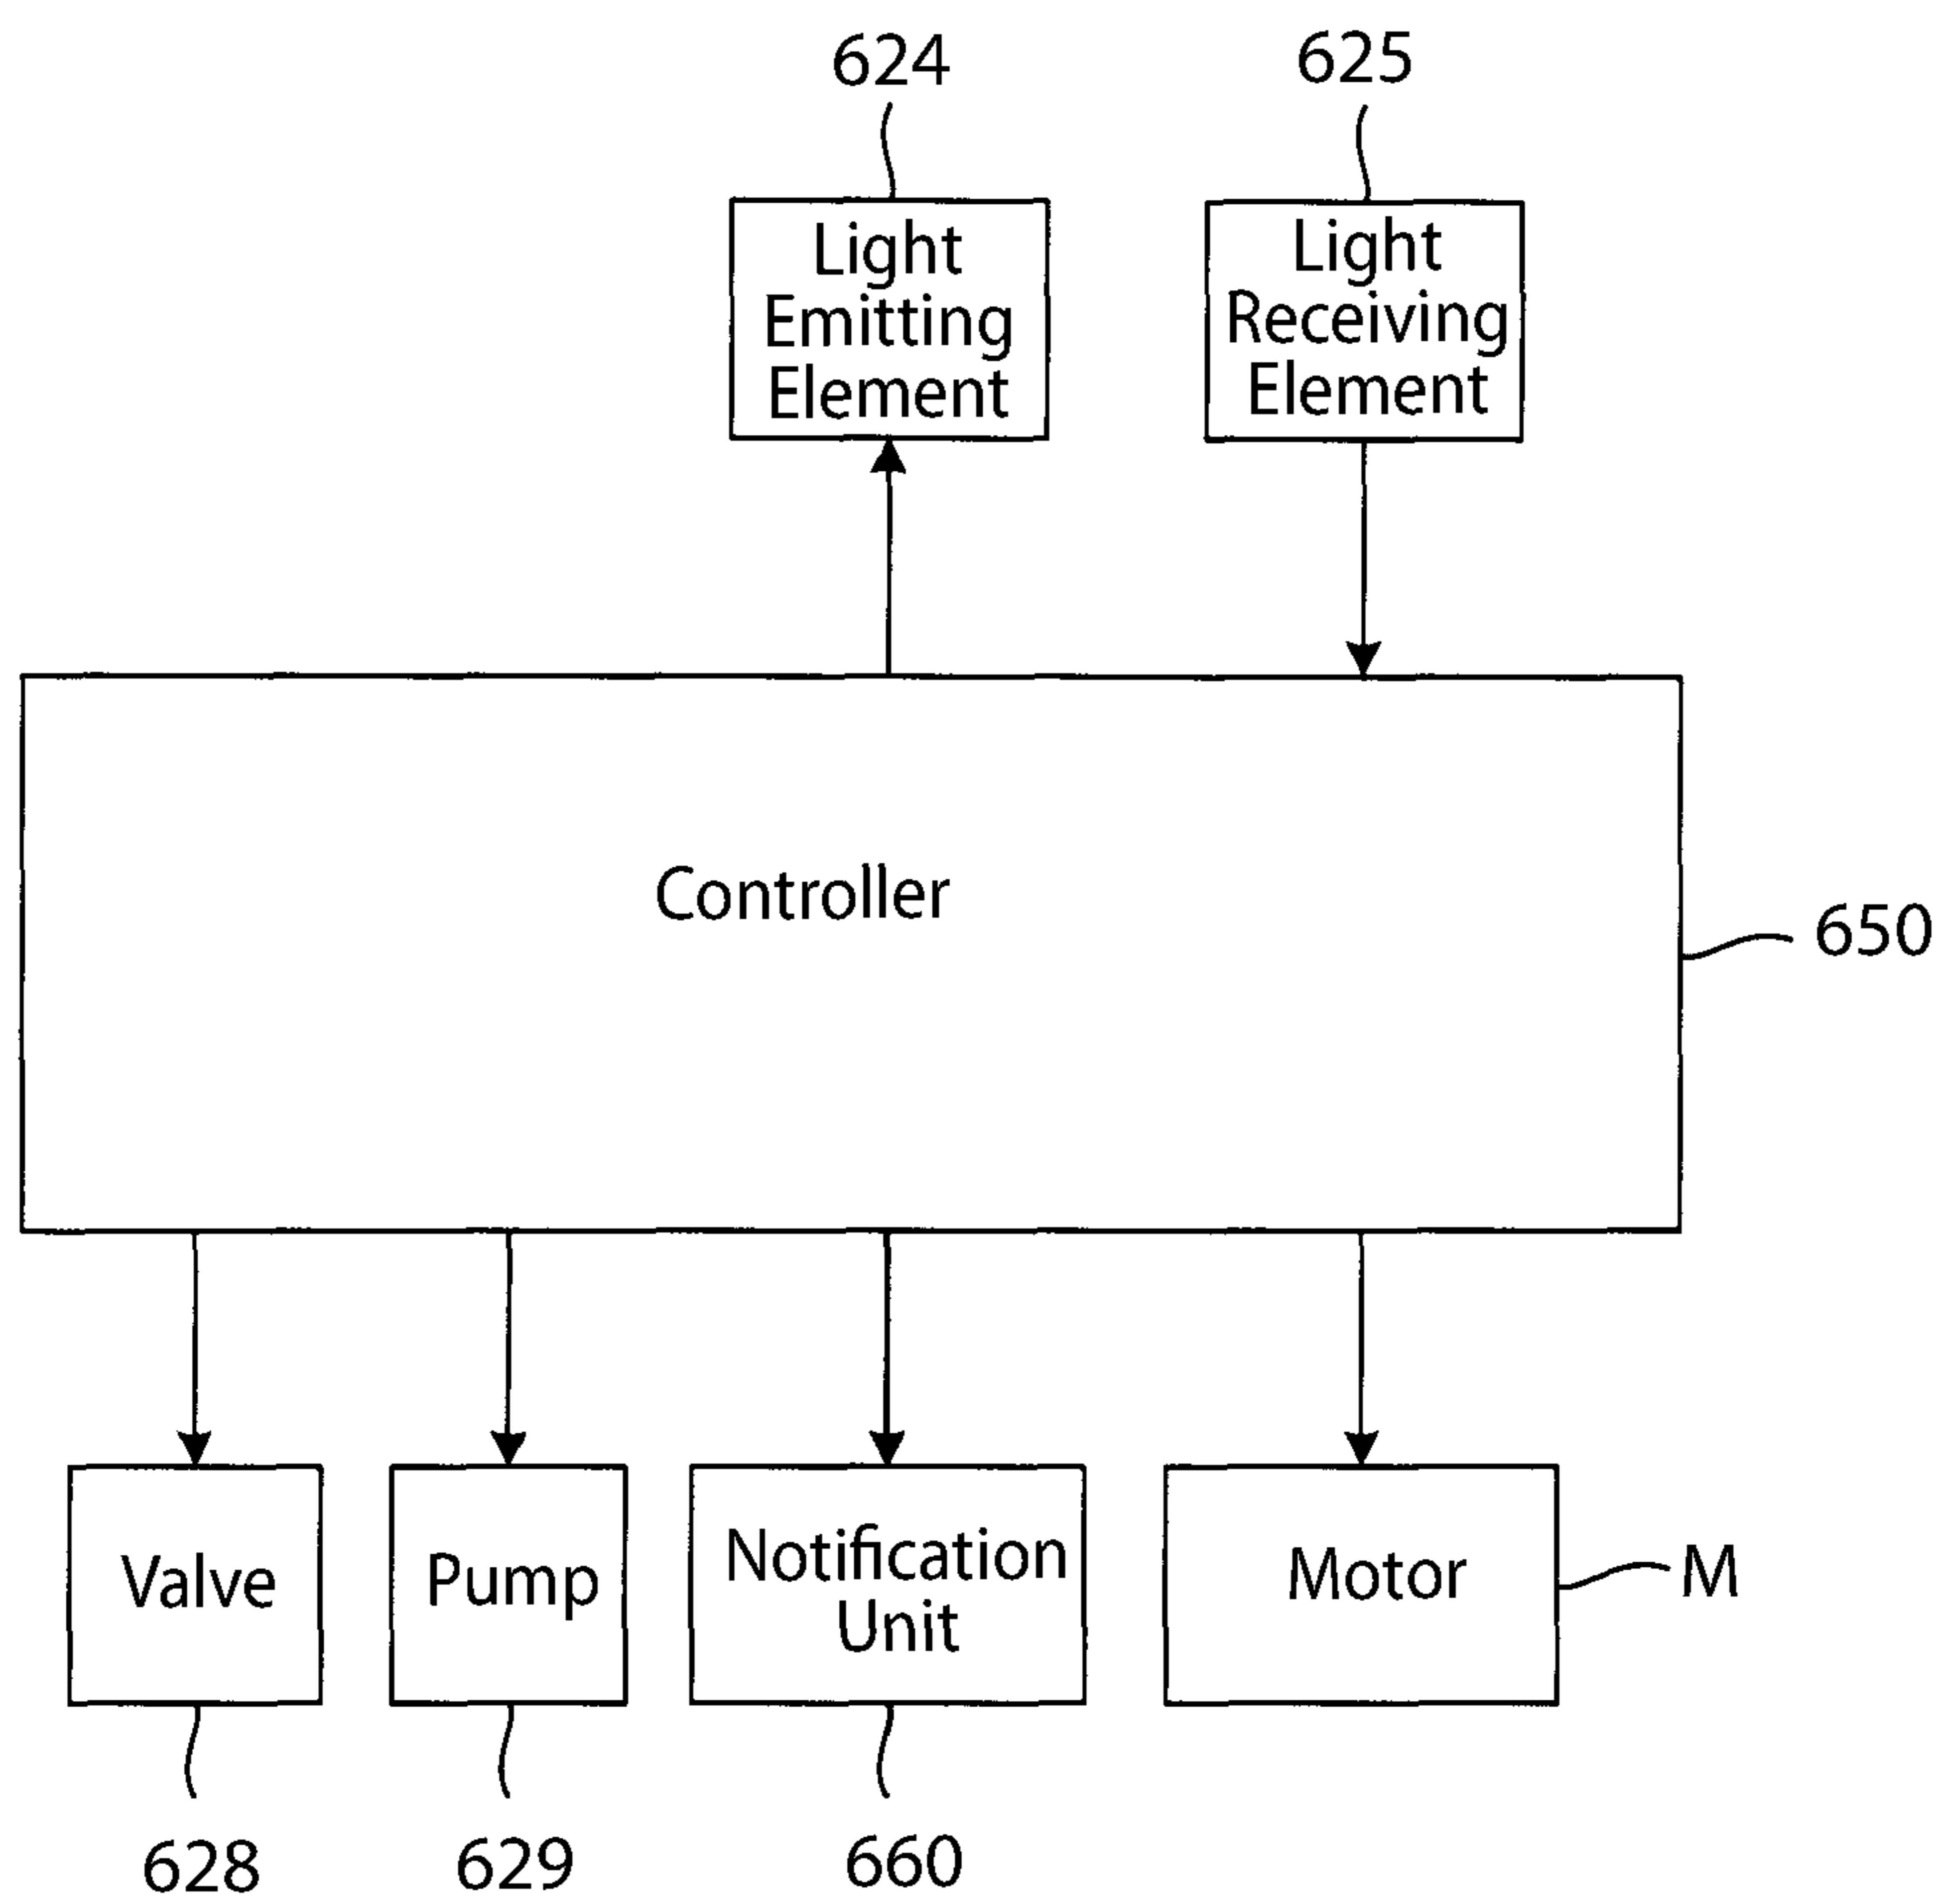 624
625
Light
Emitting
Element
Light
Receiving
Element
Controller
650
Valve
Pump
Notification
Unit
Motor
M
628
629
660